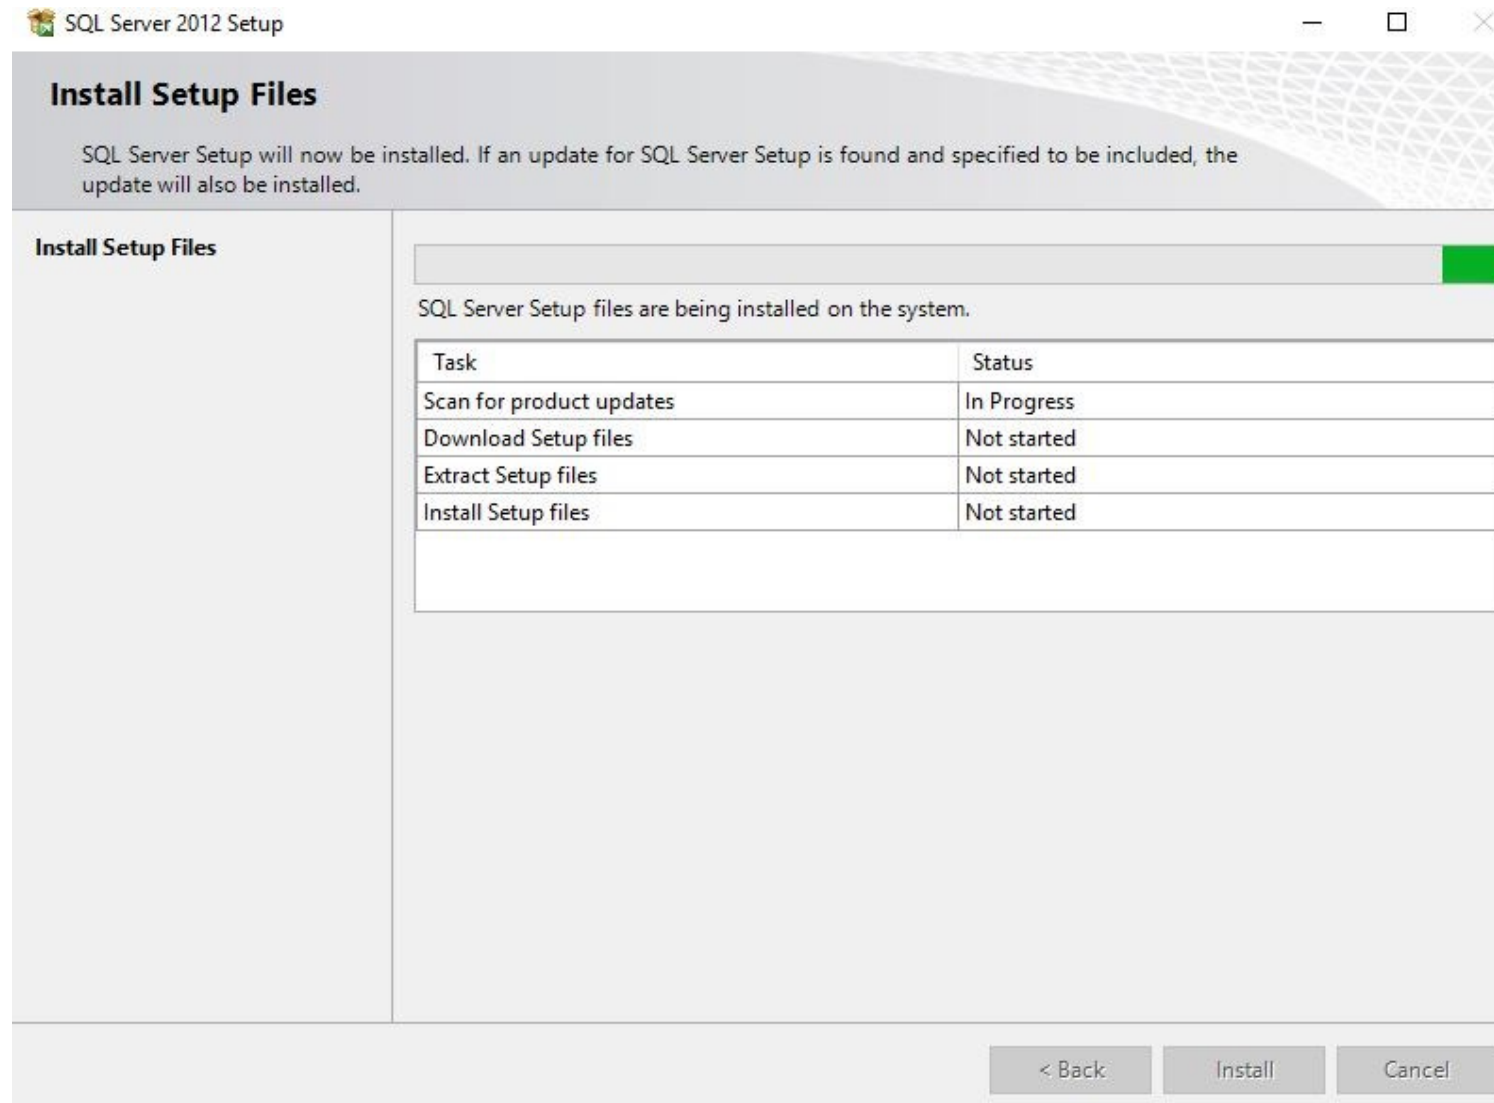 SQL Server 2012 Setup
Install Setup Files
SQL Server Setup will now be installed. If an update for SQL Server Setup is found and specified to be included, the
update will also be installed.
Install Setup Files
SQL Server Setup files are being installed on the system.
Task Status
Scan for product updates In Progress
Download Setup files Not started
Extract Setup files Not started
Install Setup files Not started
< Back Install Cancel